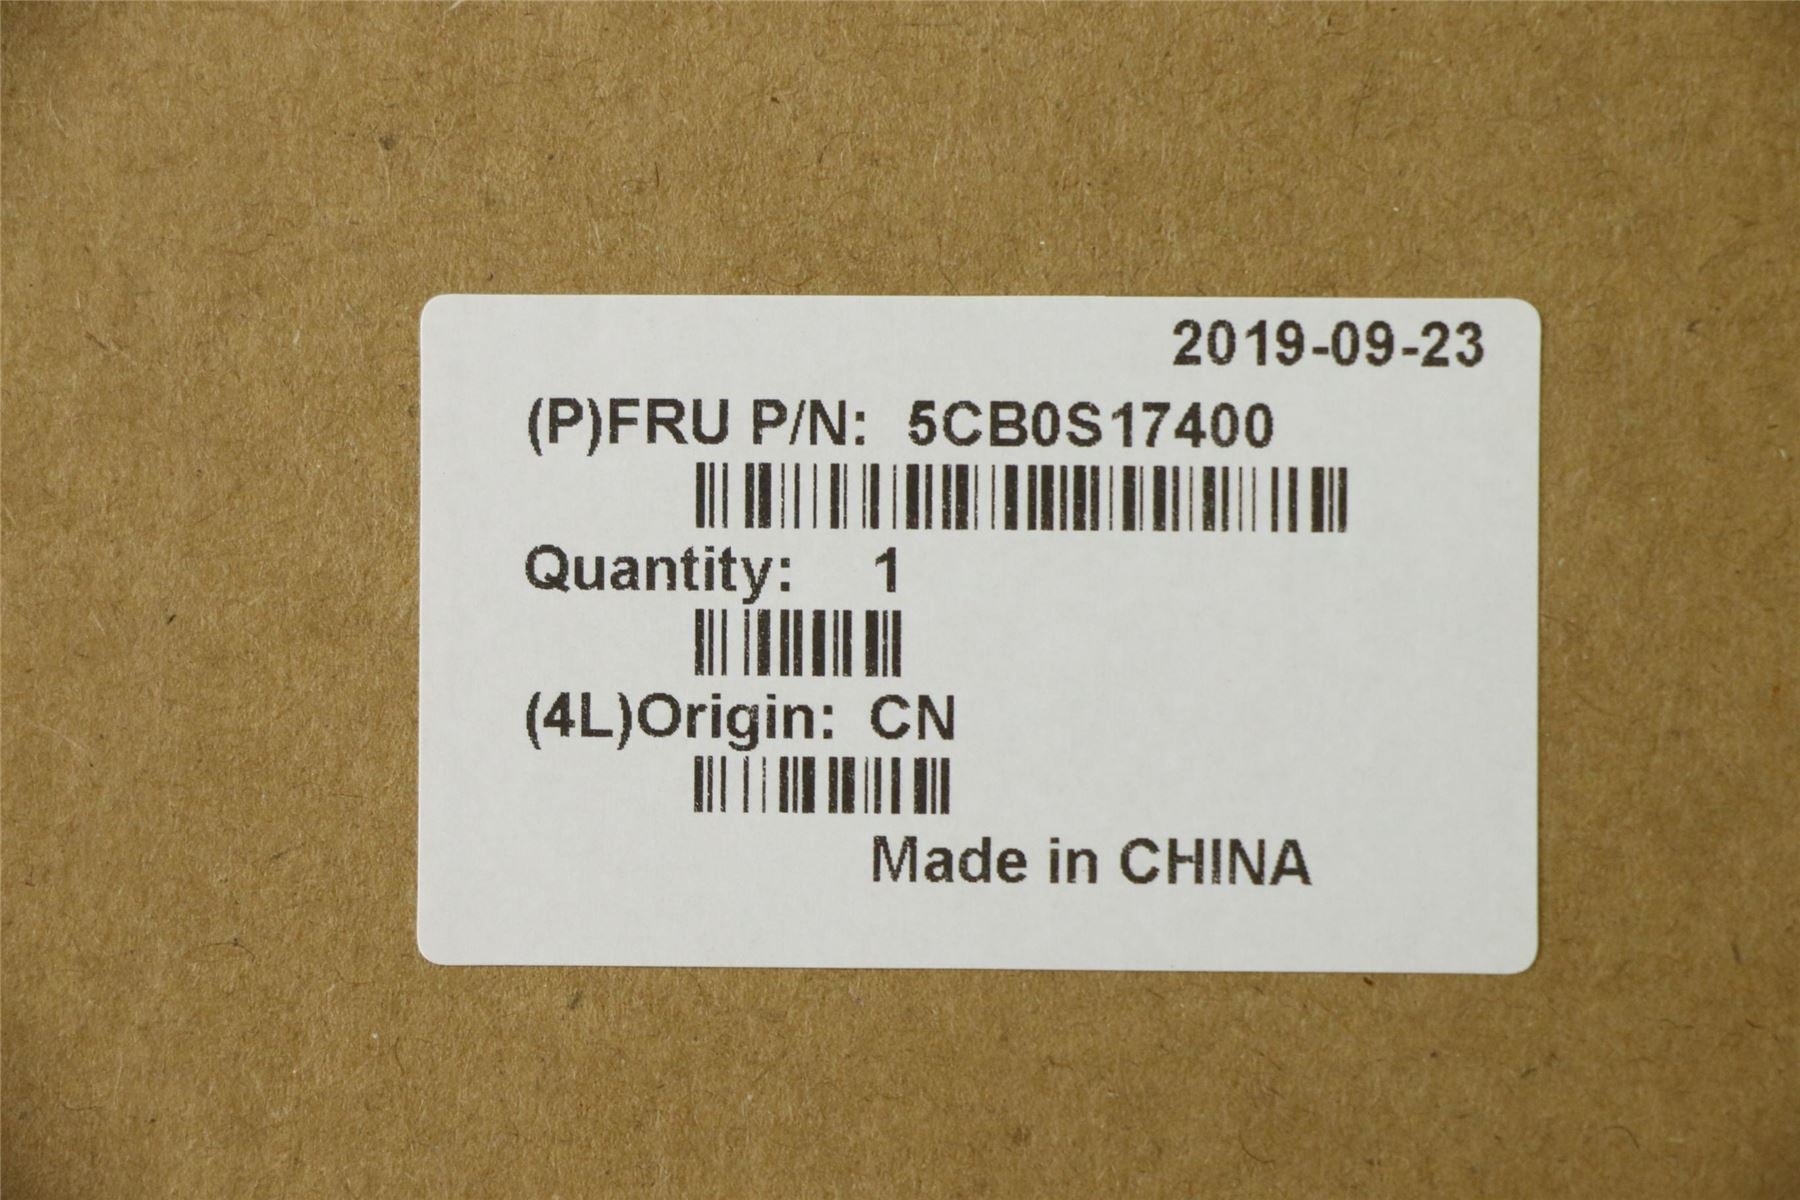 2019-09-23
(P)FRU P/N: 5CB0S17400
Quantity: 1
(4L)Origin: CN
Made in CHINA